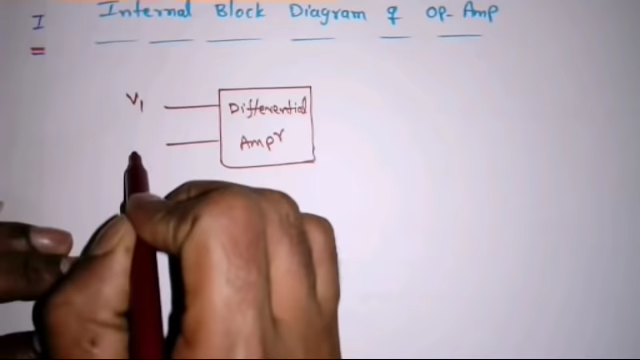 I Internal Block Diagram of Op-Amp
V1
Differential
Ampr